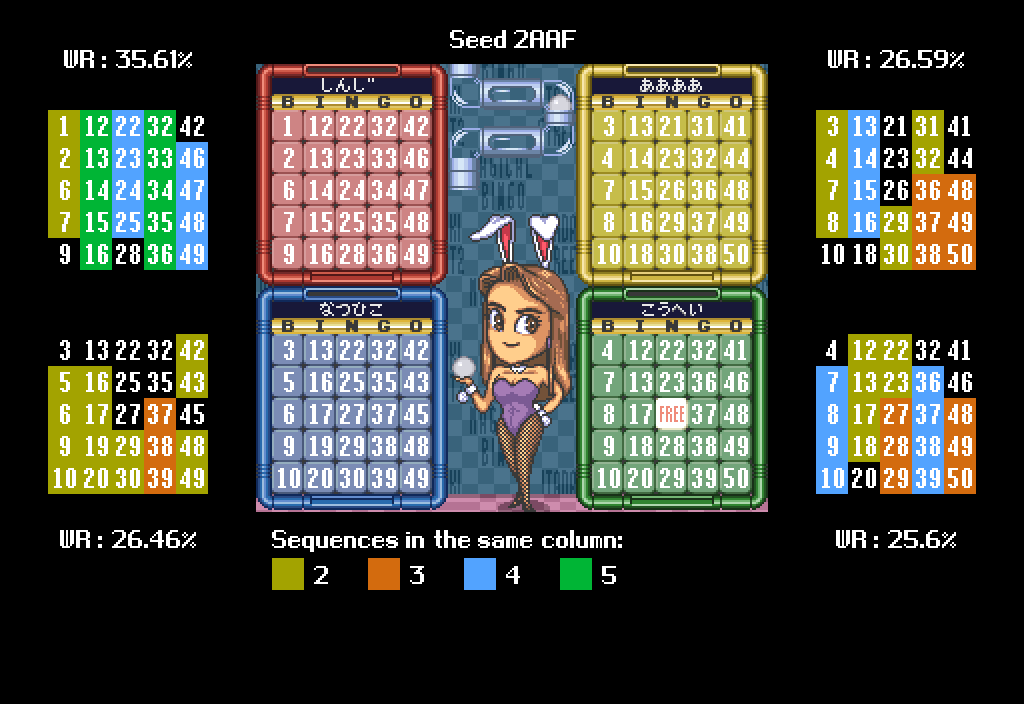 Seed 2AAF
WR: 35.61%
WR: 26.59%
1 12 22 32 42
2 13 23 33 46
6 14 24 34 47
7 15 25 35 48
9 16 28 36 49
しんじ
B I N G O
1 12 22 32 42
2 13 23 33 46
6 14 24 34 47
7 15 25 35 48
9 16 28 36 49
ああああ
B I N G O
3 13 21 31 41
4 14 23 32 44
7 15 26 36 48
8 16 29 37 49
10 18 30 38 50
3 13 21 31 41
4 14 23 32 44
7 15 26 36 48
8 16 29 37 49
10 18 30 38 50
BINGO
3 13 22 32 42
5 16 25 35 43
6 17 27 37 45
9 19 29 38 48
10 20 30 39 49
なつひこ
B I N G O
3 13 22 32 42
5 16 25 35 43
6 17 27 37 45
9 19 29 38 48
10 20 30 39 49
こうへい
B I N G O
4 12 22 32 41
7 13 23 36 46
8 17 FREE 37 48
9 18 28 38 49
10 20 29 39 50
4 12 22 32 41
7 13 23 36 46
8 17 27 37 48
9 18 28 38 49
10 20 29 39 50
WR: 26.46%
WR: 25.6%
Sequences in the same column:
2 3 4 5